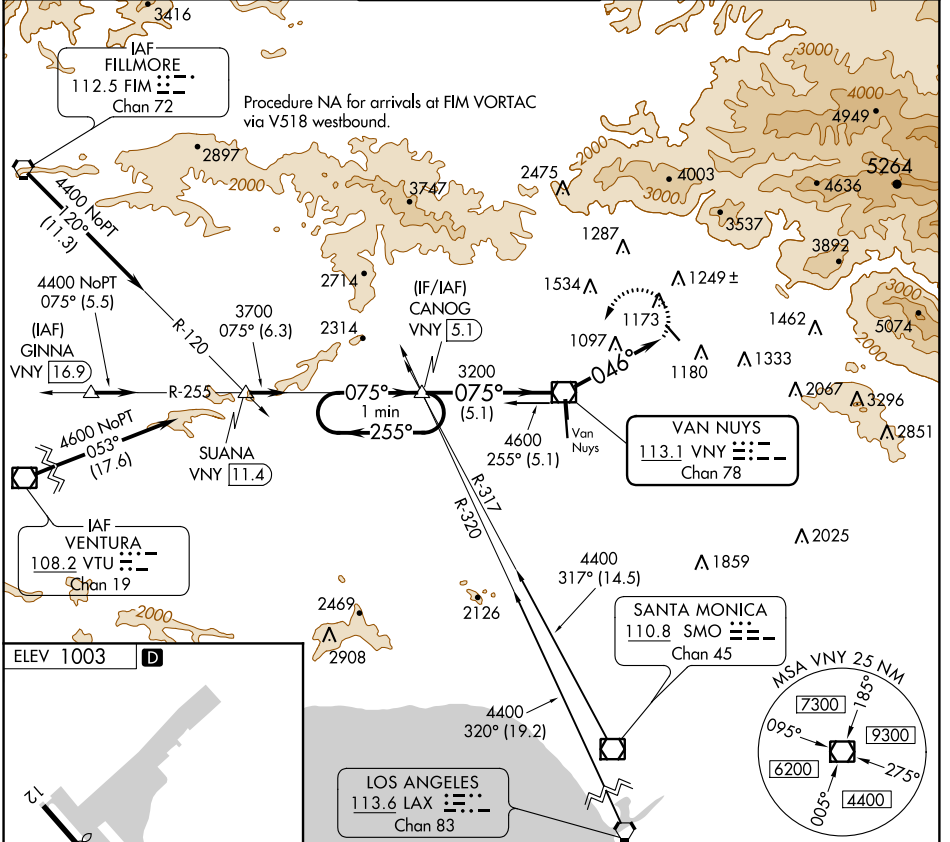 3416
IAF
FILLMORE
112.5 FIM
Chan 72
Procedure NA for arrivals at FIM VORTAC
via V518 westbound.
3000
4000
4949
2897
2000
2000
2475
4003
3000
4636
5264
3747
3537
4400 NoPT
120°
(11.3)
1287
3892
2714
1534
1249 ±
3000
4400 NoPT
075° (5.5)
(IF/IAF)
CANOG
VNY 5.1
1173
5074
3700
075° (6.3)
R-120
2314
1462
(IAF)
GINNA
VNY 16.9
1097
046°
1180
1333
2000
3200
R-255
075°
075°
(5.1)
1 min
255°
2067
3296
4600 NoPT
053°
(17.6)
SUANA
VNY 11.4
4600
255° (5.1)
Van
Nuys
VAN NUYS
113.1 VNY
Chan 78
2851
R-317
R-320
IAF
VENTURA
108.2 VTU
Chan 19
2025
4400
317° (14.5)
1859
2000
2469
2126
2908
SANTA MONICA
110.8 SMO
Chan 45
ELEV 1003 D
MSA VNY 25 NM
7300
185°
095°
9300
6200
275°
005°
4400
4400
320° (19.2)
LOS ANGELES
113.6 LAX
Chan 83
12